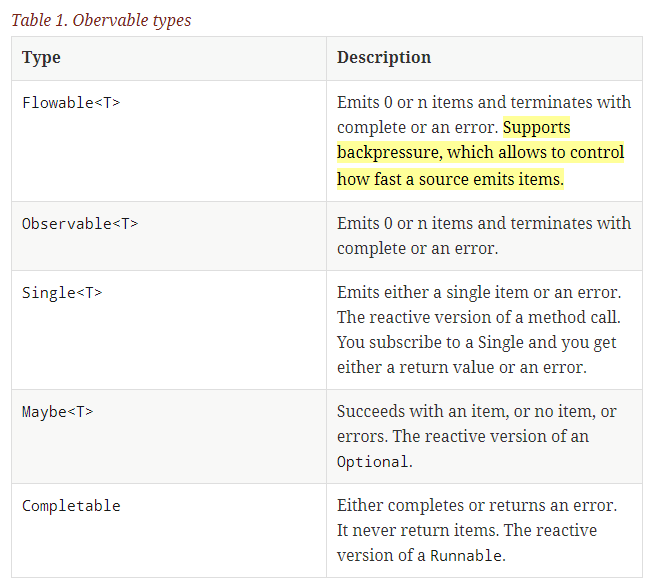 Table 1. Obervable types
Type
Description
Flowable<T>
Emits 0 or n items and terminates with
complete or an error. Supports
backpressure, which allows to control
how fast a source emits items.
Observable<T>
Emits 0 or n items and terminates with
complete or an error.
Single<T>
Emits either a single item or an error.
The reactive version of a method call.
You subscribe to a Single and you get
either a return value or an error.
Maybe<T>
Succeeds with an item, or no item, or
errors. The reactive version of an
Optional.
Completable
Either completes or returns an error.
It never return items. The reactive
version of a Runnable.